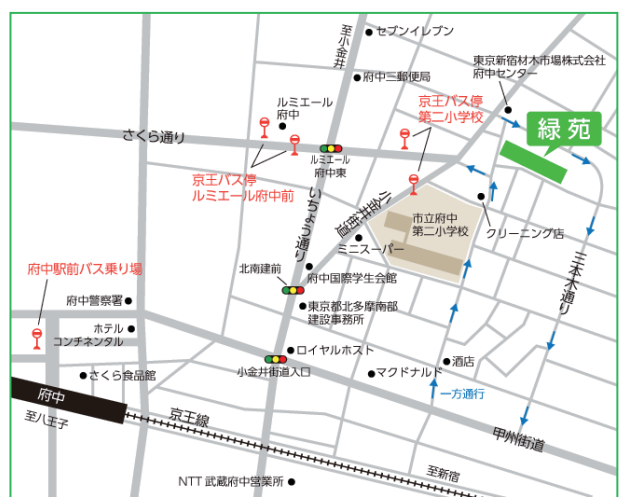 セブンイレブン
至小金井
府中三郵便局
東京新宿材木市場株式会社
府中センター
京王バス停
第二小学校
ルミエール
府中
緑苑
さくら通り
ルミエール
府中東
京王バス停
ルミエール府中前
いちょう通り
小金井街道
市立府中
第二小学校
クリーニング店
ミニスーパー
三本木通り
府中駅前バス乗り場
北南建前
府中国際学生会館
府中警察署
東京都北多摩南部
建設事務所
ホテル
コンチネンタル
ロイヤルホスト
小金井街道入口
酒店
さくら食品館
マクドナルド
一方通行
府中
至八王子
京王線
甲州街道
至新宿
NTT 武蔵府中営業所